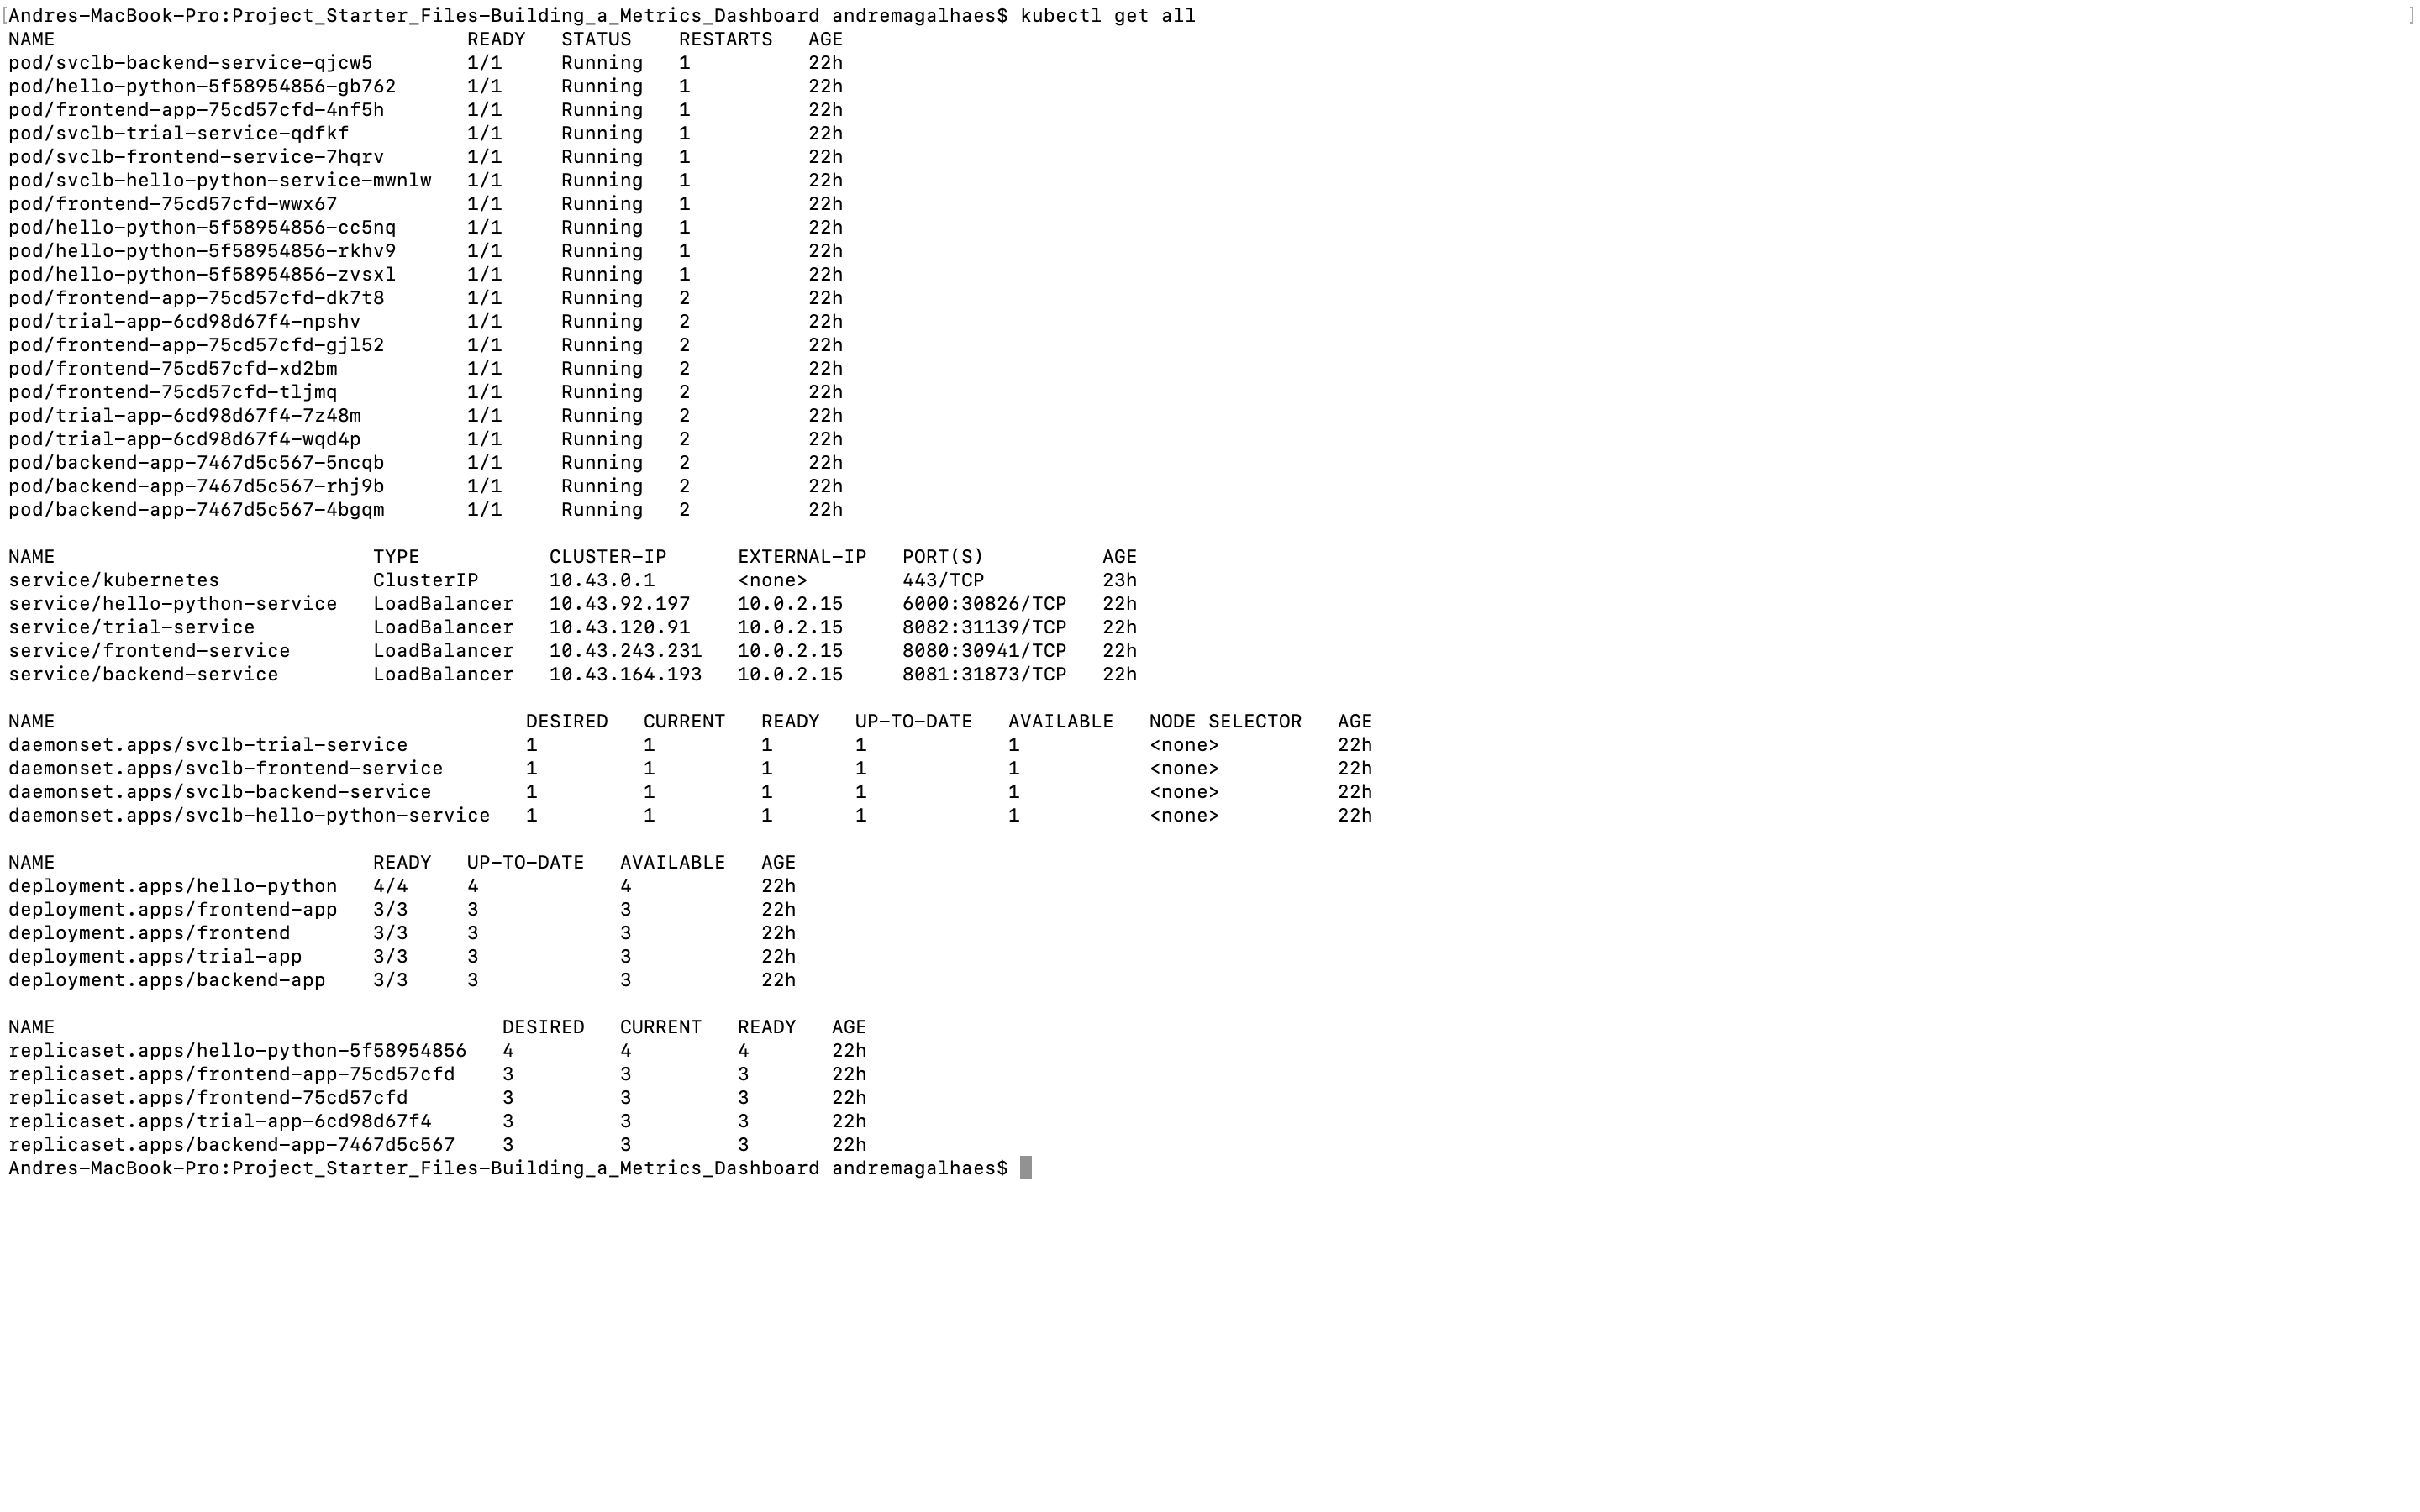 [Andres-MacBook-Pro:Project_Starter_Files-Building_a_Metrics_Dashboard andremagalhaes$ kubectl get all ]
NAME READY STATUS RESTARTS AGE
pod/svclb-backend-service-qjcw5 1/1 Running 1 22h
pod/hello-python-5f58954856-gb762 1/1 Running 1 22h
pod/frontend-app-75cd57cfd-4nf5h 1/1 Running 1 22h
pod/svclb-trial-service-qdfkf 1/1 Running 1 22h
pod/svclb-frontend-service-7hqrv 1/1 Running 1 22h
pod/svclb-hello-python-service-mwnlw 1/1 Running 1 22h
pod/frontend-75cd57cfd-wwx67 1/1 Running 1 22h
pod/hello-python-5f58954856-cc5nq 1/1 Running 1 22h
pod/hello-python-5f58954856-rkhv9 1/1 Running 1 22h
pod/hello-python-5f58954856-zvsxl 1/1 Running 1 22h
pod/frontend-app-75cd57cfd-dk7t8 1/1 Running 2 22h
pod/trial-app-6cd98d67f4-npshv 1/1 Running 2 22h
pod/frontend-app-75cd57cfd-gjl52 1/1 Running 2 22h
pod/frontend-75cd57cfd-xd2bm 1/1 Running 2 22h
pod/frontend-75cd57cfd-tljmq 1/1 Running 2 22h
pod/trial-app-6cd98d67f4-7z48m 1/1 Running 2 22h
pod/trial-app-6cd98d67f4-wqd4p 1/1 Running 2 22h
pod/backend-app-7467d5c567-5ncqb 1/1 Running 2 22h
pod/backend-app-7467d5c567-rhj9b 1/1 Running 2 22h
pod/backend-app-7467d5c567-4bgqm 1/1 Running 2 22h
NAME TYPE CLUSTER-IP EXTERNAL-IP PORT(S) AGE
service/kubernetes ClusterIP 10.43.0.1 <none> 443/TCP 23h
service/hello-python-service LoadBalancer 10.43.92.197 10.0.2.15 6000:30826/TCP 22h
service/trial-service LoadBalancer 10.43.120.91 10.0.2.15 8082:31139/TCP 22h
service/frontend-service LoadBalancer 10.43.243.231 10.0.2.15 8080:30941/TCP 22h
service/backend-service LoadBalancer 10.43.164.193 10.0.2.15 8081:31873/TCP 22h
NAME DESIRED CURRENT READY UP-TO-DATE AVAILABLE NODE SELECTOR AGE
daemonset.apps/svclb-trial-service 1 1 1 1 1 <none> 22h
daemonset.apps/svclb-frontend-service 1 1 1 1 1 <none> 22h
daemonset.apps/svclb-backend-service 1 1 1 1 1 <none> 22h
daemonset.apps/svclb-hello-python-service 1 1 1 1 1 <none> 22h
NAME READY UP-TO-DATE AVAILABLE AGE
deployment.apps/hello-python 4/4 4 4 22h
deployment.apps/frontend-app 3/3 3 3 22h
deployment.apps/frontend 3/3 3 3 22h
deployment.apps/trial-app 3/3 3 3 22h
deployment.apps/backend-app 3/3 3 3 22h
NAME DESIRED CURRENT READY AGE
replicaset.apps/hello-python-5f58954856 4 4 4 22h
replicaset.apps/frontend-app-75cd57cfd 3 3 3 22h
replicaset.apps/frontend-75cd57cfd 3 3 3 22h
replicaset.apps/trial-app-6cd98d67f4 3 3 3 22h
replicaset.apps/backend-app-7467d5c567 3 3 3 22h
Andres-MacBook-Pro:Project_Starter_Files-Building_a_Metrics_Dashboard andremagalhaes$